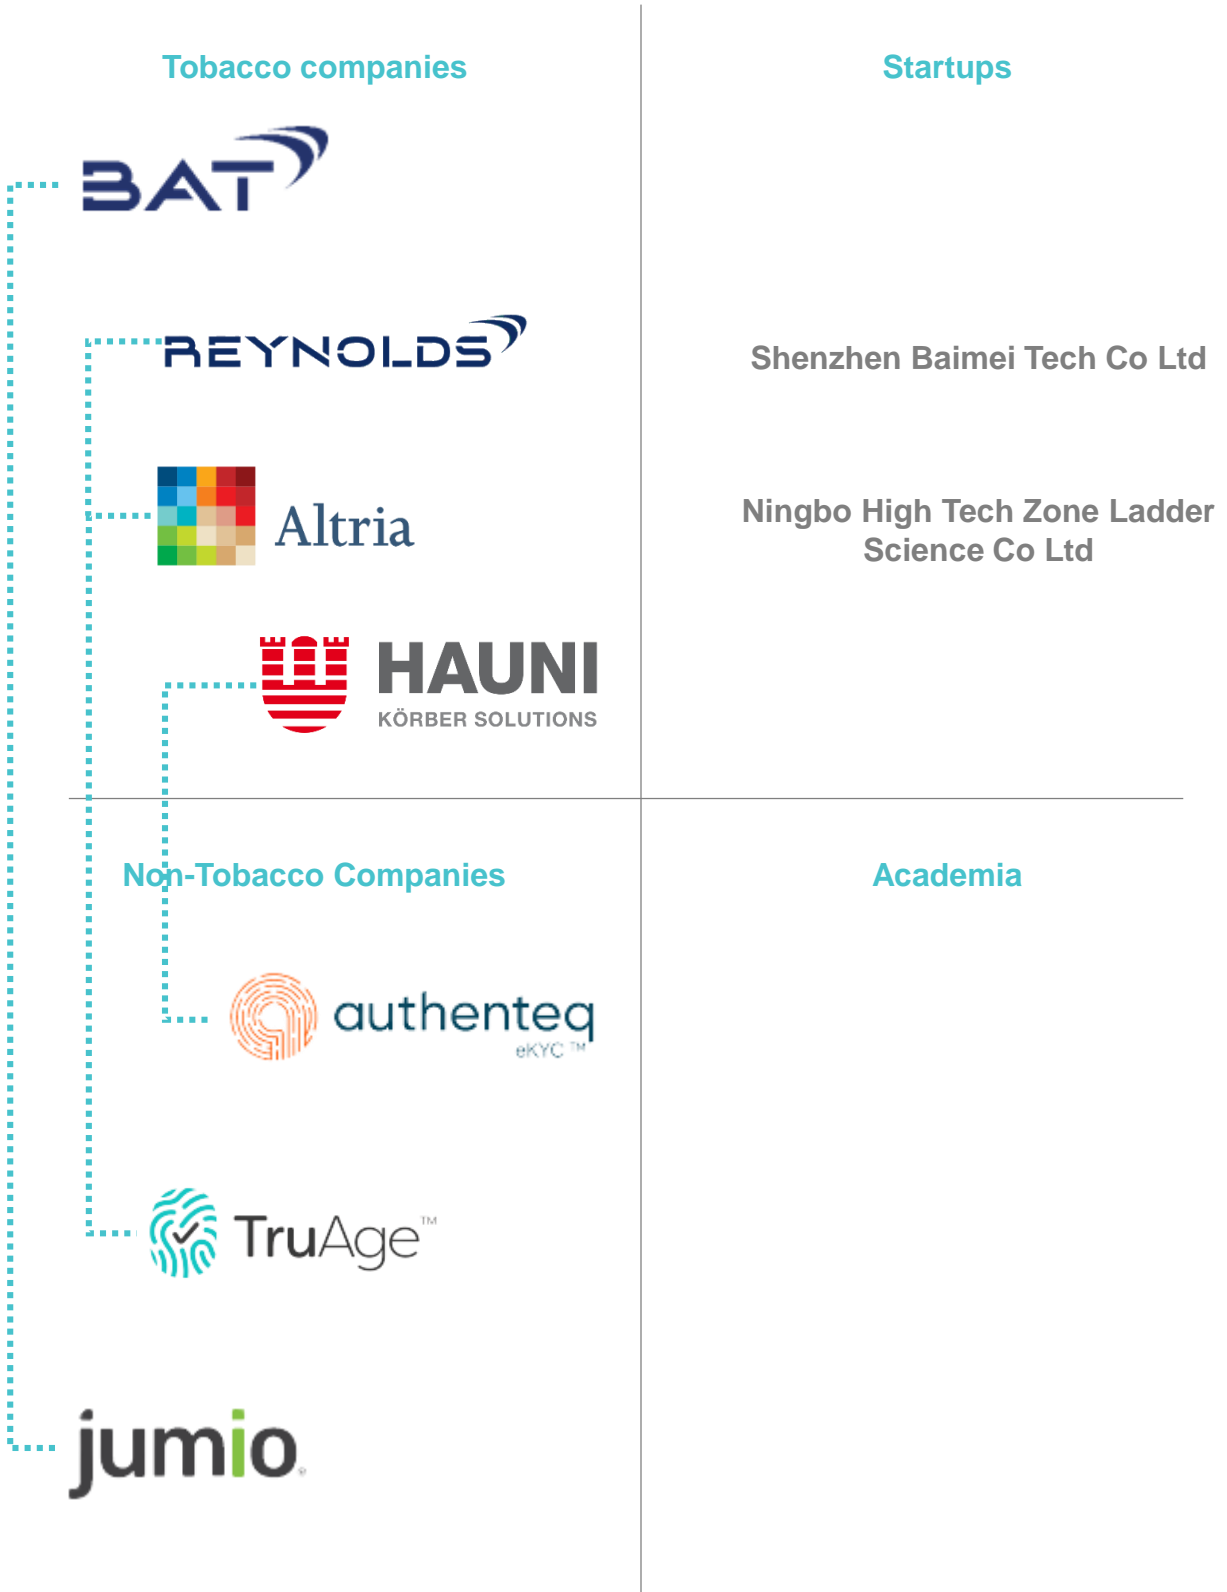 Tobacco companies
BAT
REYNOLDS
Altria
HAUNI
KÖRBER SOLUTIONS
Startups
Shenzhen Baimei Tech Co Ltd
Ningbo High Tech Zone Ladder
Science Co Ltd
Non-Tobacco Companies
authenteq
eKYC ™
TruAge™
jumio®
Academia